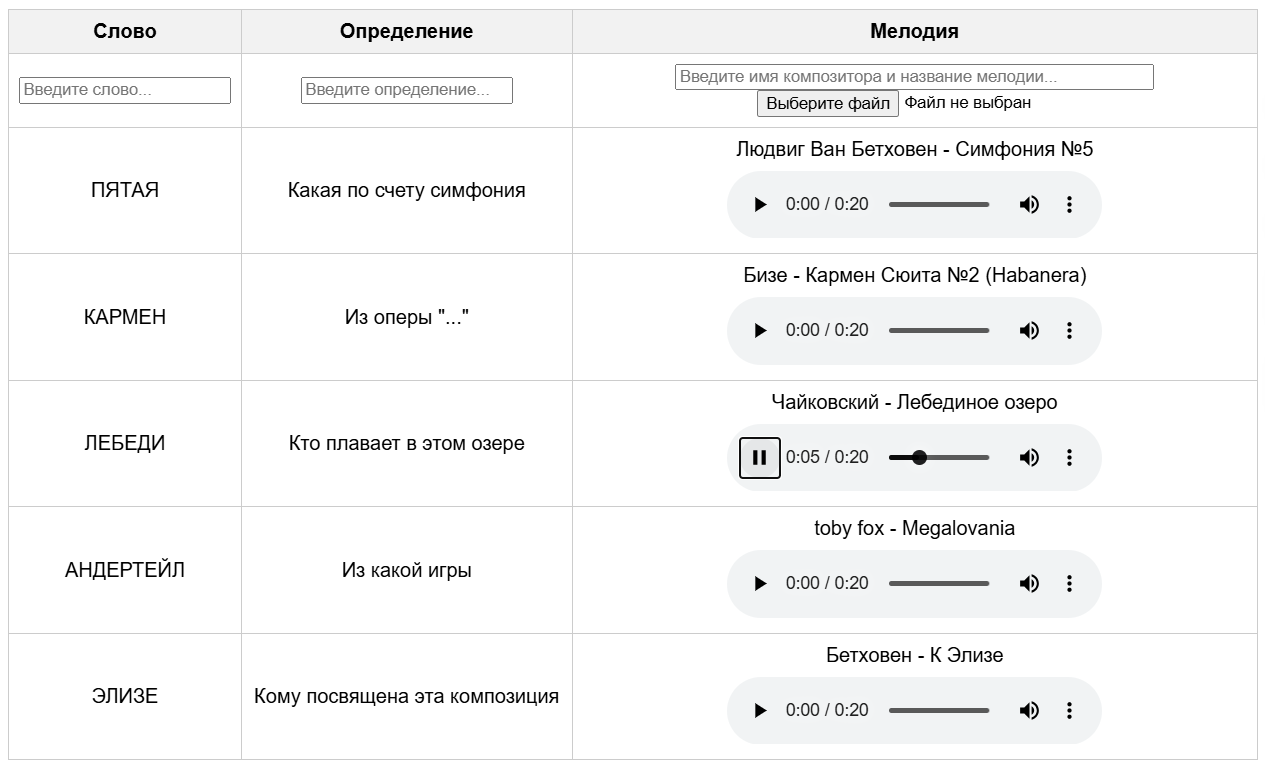 Слово Определение Мелодия
Введите слово... Введите определение... Введите имя композитора и название мелодии...
Выберите файл Файл не выбран
ПЯТАЯ Какая по счету симфония Людвиг Ван Бетховен - Симфония №5
0:00 / 0:20
КАРМЕН Из оперы "..." Бизе - Кармен Сюита №2 (Habanera)
0:00 / 0:20
ЛЕБЕДИ Кто плавает в этом озере Чайковский - Лебединое озеро
0:05 / 0:20
АНДЕРТЕЙЛ Из какой игры toby fox - Megalovania
0:00 / 0:20
ЭЛИЗЕ Кому посвящена эта композиция Бетховен - К Элизе
0:00 / 0:20